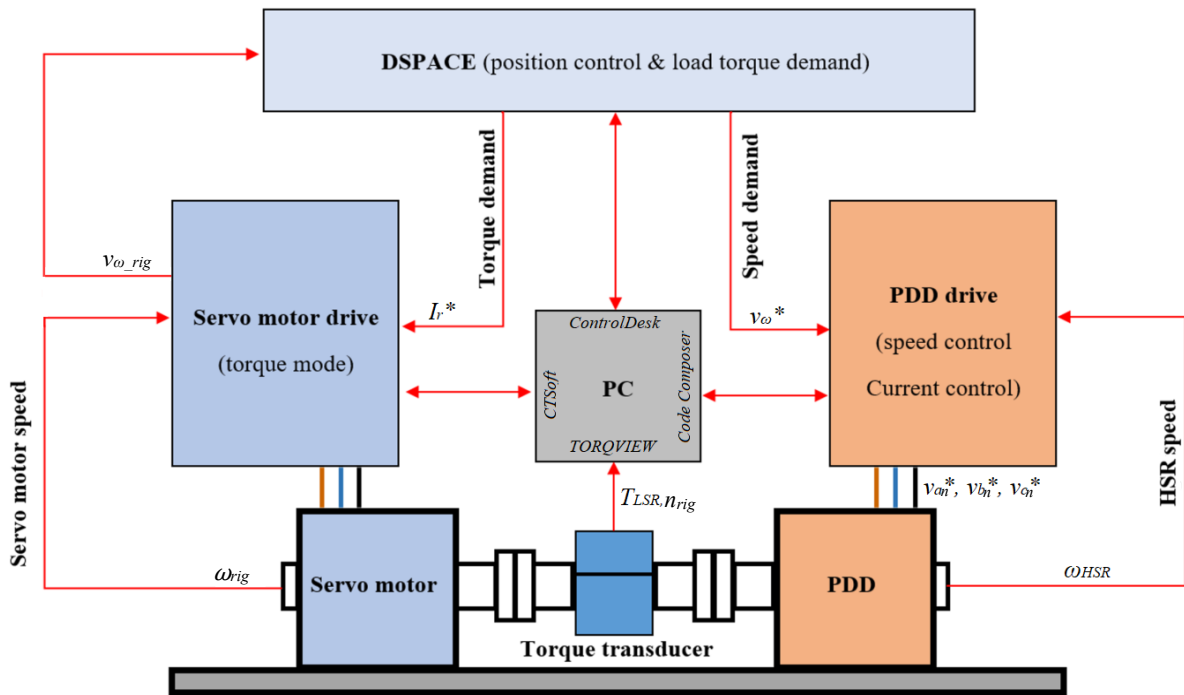 DSPACE (position control & load torque demand)
Torque demand
Speed demand
vω_rig
Servo motor drive
(torque mode)
Ir*
vω*
PDD drive
(speed control
Current control)
ControlDesk
CTSoft
PC
Code Composer
TORQVIEW
Servo motor speed
HSR speed
TLSR, nrig
van*, vbn*, vcn*
ωrig
Servo motor
PDD
ωHSR
Torque transducer